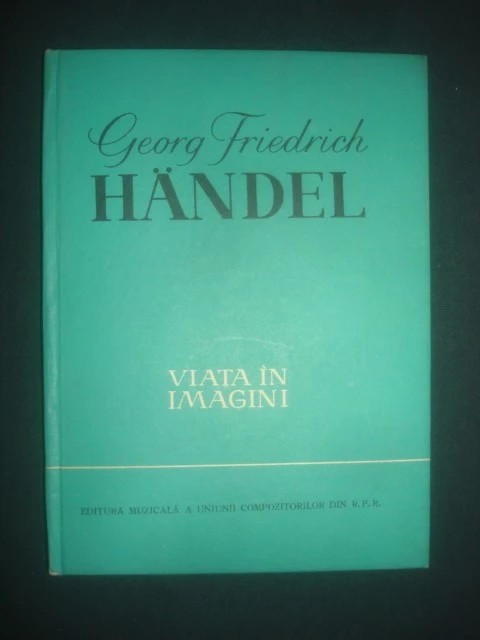 Georg Friedrich
HÄNDEL
VIATA ÎN
IMAGINI
EDITURA MUZICALĂ A UNIUNII COMPOZITORILOR DIN R.P.R.